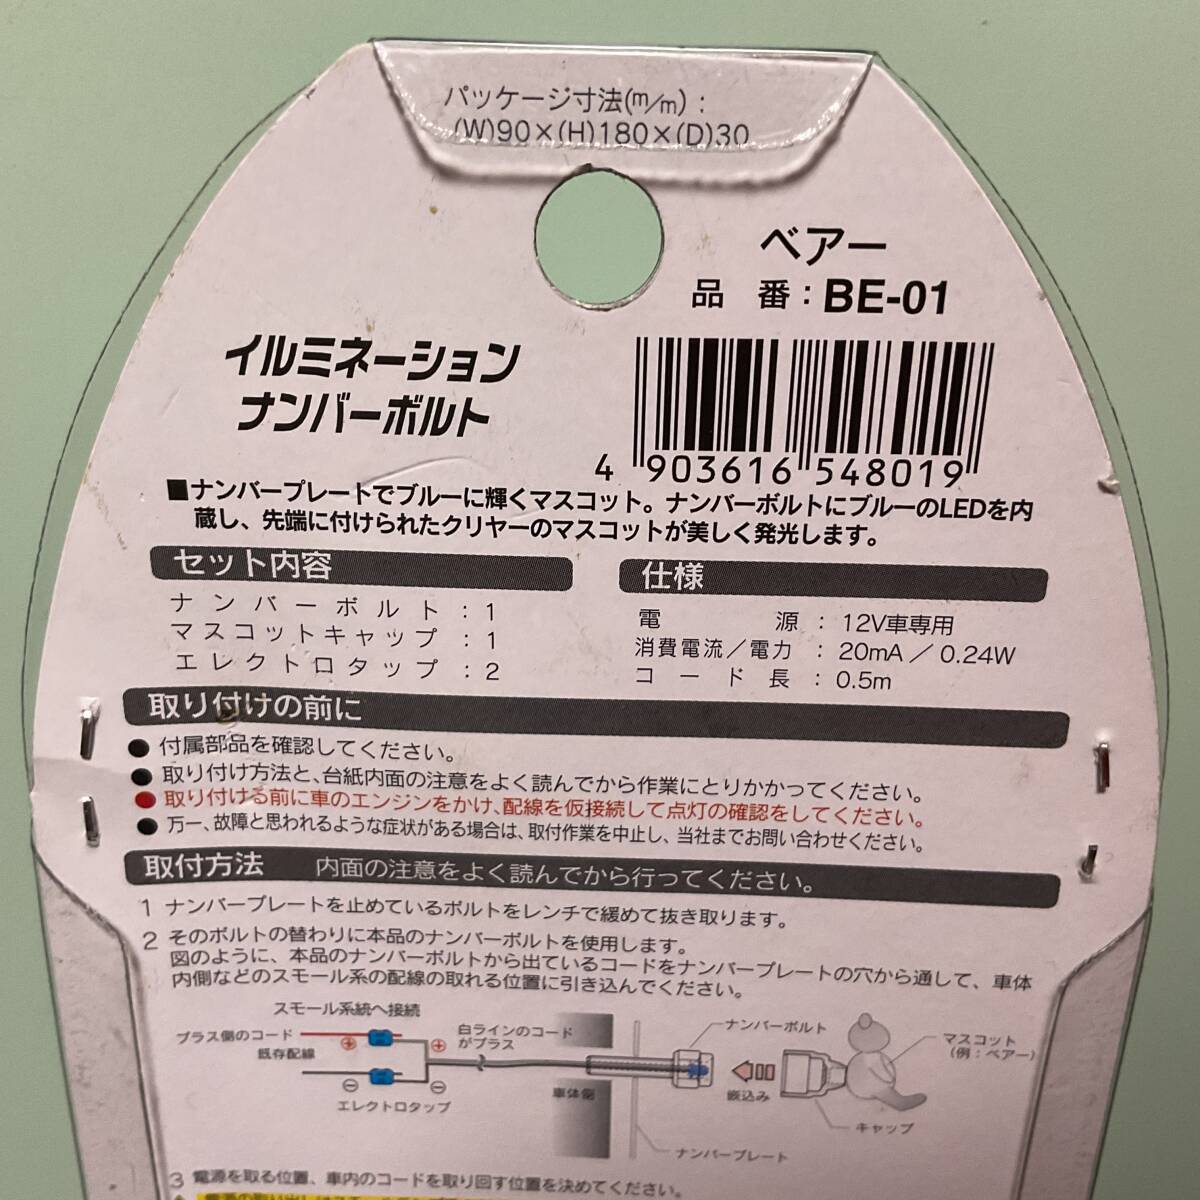 パッケージ寸法(m/m)：
(W)90×(H)180×(D)30
ベアー
品 番：BE-01
イルミネーション
ナンバーボルト
4 903616 548019
■ナンバープレートでブルーに輝くマスコット。ナンバーボルトにブルーのLEDを内
蔵し、先端に付けられたクリヤーのマスコットが美しく発光します。
セット内容
ナンバーボルト：1
マスコットキャップ：1
エレクトロタップ：2
仕様
電源：12V車専用
消費電流／電力：20mA／0.24W
コード長：0.5m
取り付けの前に
●付属部品を確認してください。
●取り付け方法と、台紙内面の注意をよく読んでから作業にとりかかってください。
●取り付ける前に車のエンジンをかけ、配線を仮接続して点灯の確認をしてください。
●万一、故障と思われるような症状がある場合は、取付作業を中止し、当社までお問い合わせください。
取付方法 内面の注意をよく読んでから行ってください。
1 ナンバープレートを止めているボルトをレンチで緩めて抜き取ります。
2 そのボルトの替わりに本品のナンバーボルトを使用します。
図のように、本品のナンバーボルトから出ているコードをナンバープレートの穴から通して、車体
内側などのスモール系の配線の取れる位置に引き込んでください。
スモール系統へ接続
プラス側のコード
既存配線
⊕
⊕
白ラインのコード
がプラス
⊖
⊖
エレクトロタップ
車体側
ナンバーボルト
嵌込み
マスコット
(例：ベアー)
キャップ
ナンバープレート
3 電源を取る位置、車内のコードを取り回す位置を決めてください。